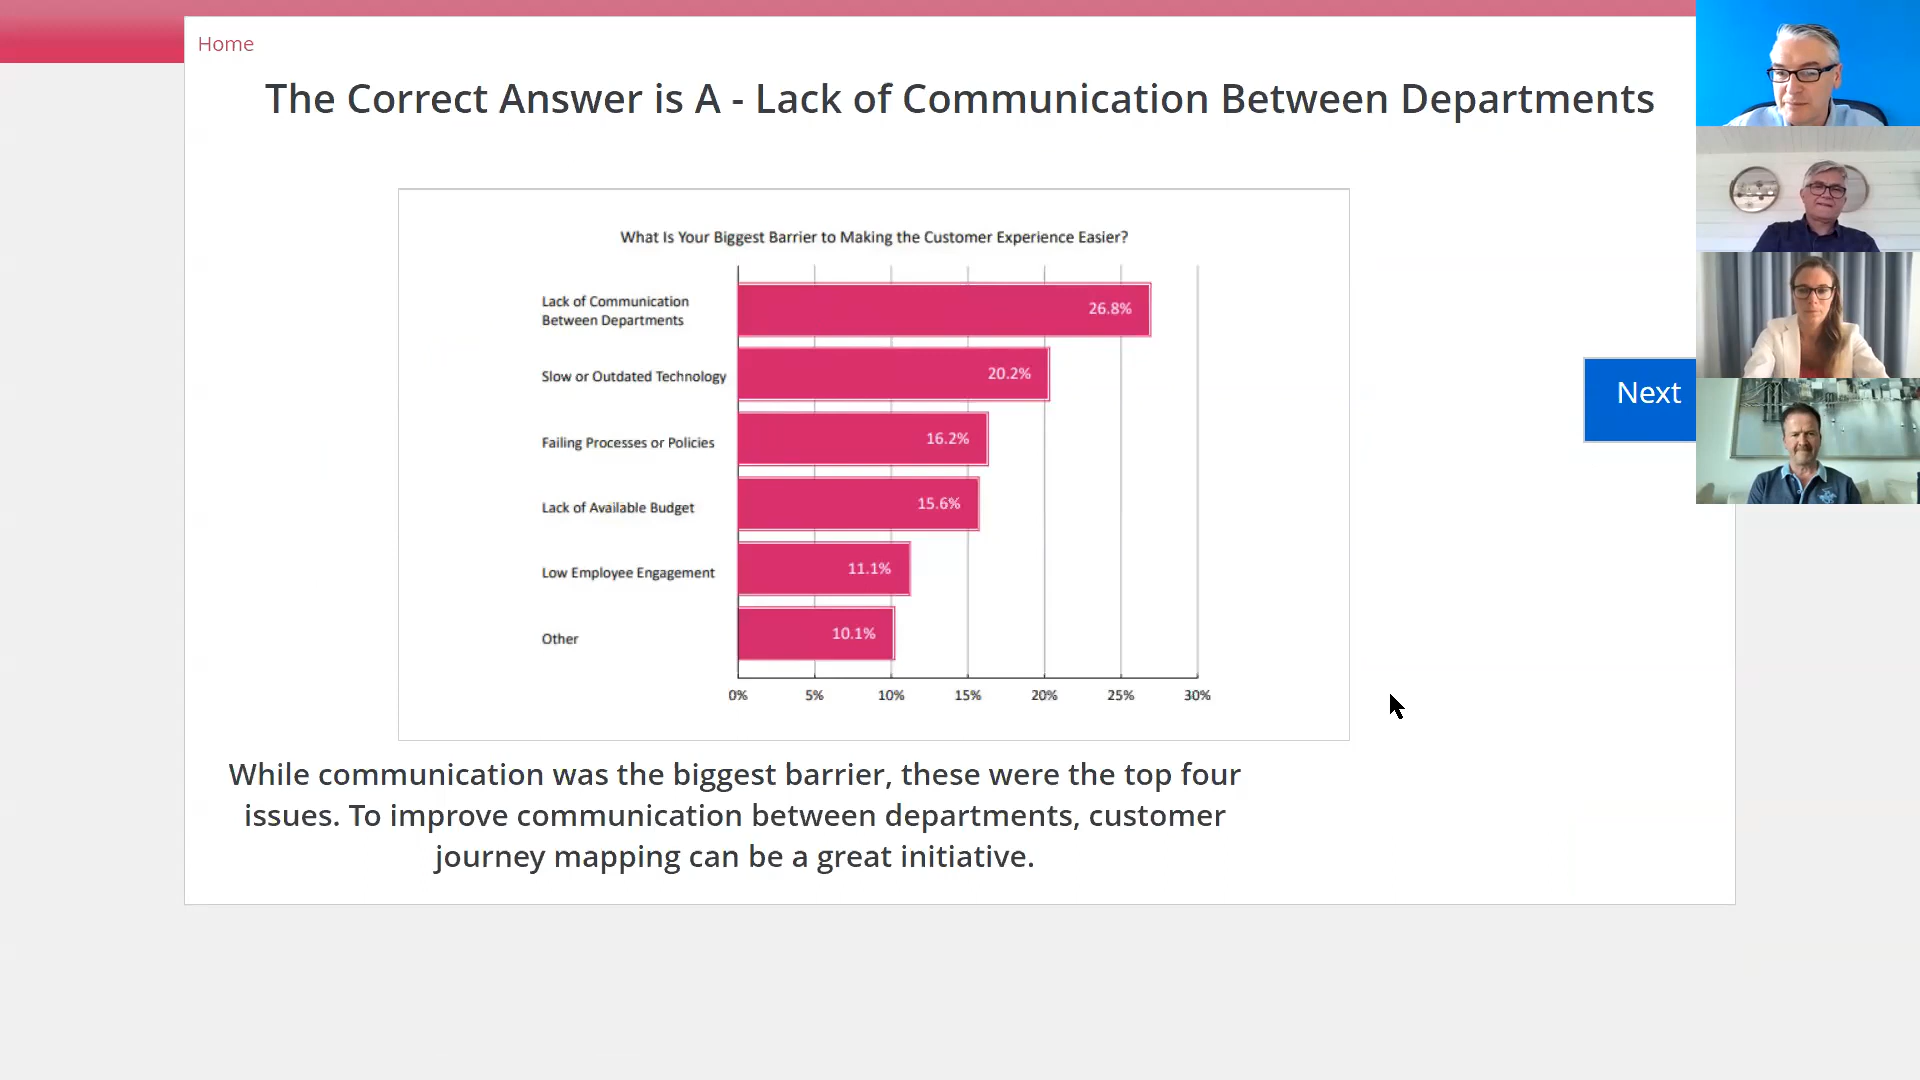 Home
The Correct Answer is A - Lack of Communication Between Departments
What Is Your Biggest Barrier to Making the Customer Experience Easier?
Lack of Communication
Between Departments
26.8%
Slow or Outdated Technology
20.2%
Failing Processes or Policies
16.2%
Lack of Available Budget
15.6%
Low Employee Engagement
11.1%
Other
10.1%
0% 5% 10% 15% 20% 25% 30%
Next
While communication was the biggest barrier, these were the top four
issues. To improve communication between departments, customer
journey mapping can be a great initiative.